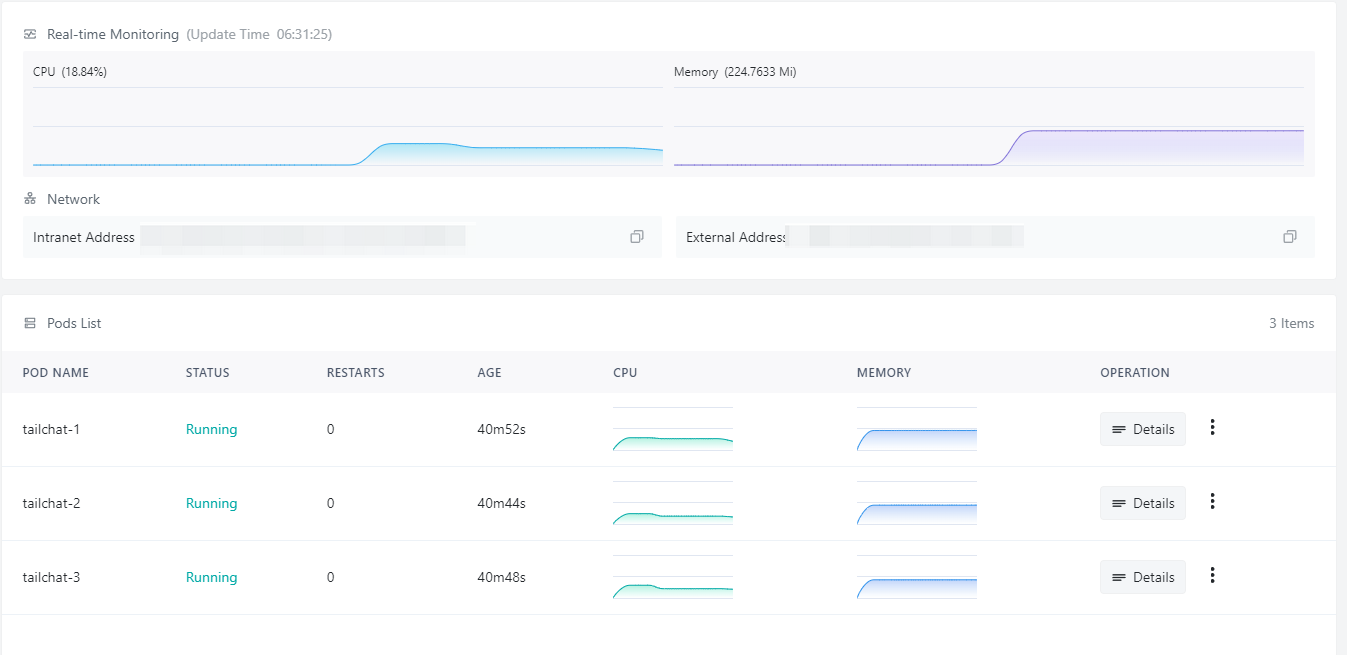 Real-time Monitoring (Update Time 06:31:25)
CPU (18.84%) Memory (224.7633 Mi)
Network
Intranet Address External Address
Pods List 3 Items
POD NAME STATUS RESTARTS AGE CPU MEMORY OPERATION
tailchat-1 Running 0 40m52s Details
tailchat-2 Running 0 40m44s Details
tailchat-3 Running 0 40m48s Details